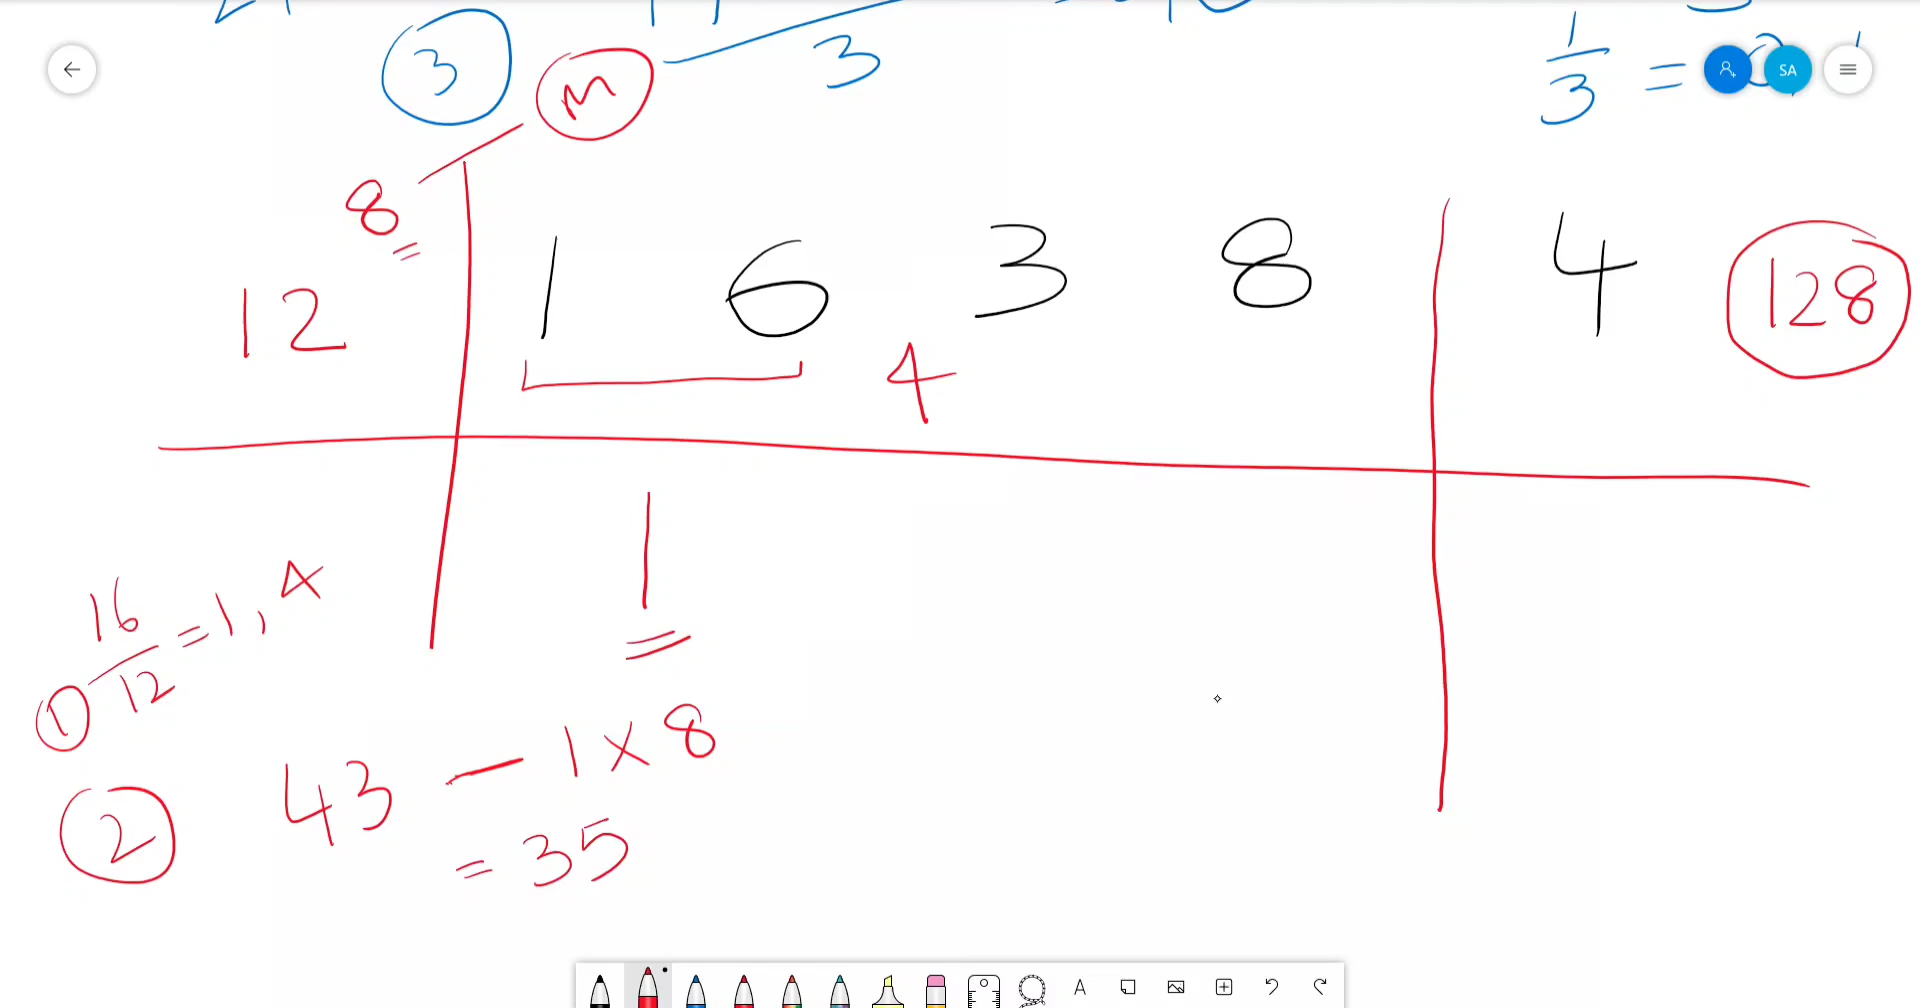 3 M 3
1/3 =
SA
8
12 1 6 3 8 4 128
4
1
16/12 = 1, 4
1
43 - 1 x 8
2
= 35
A